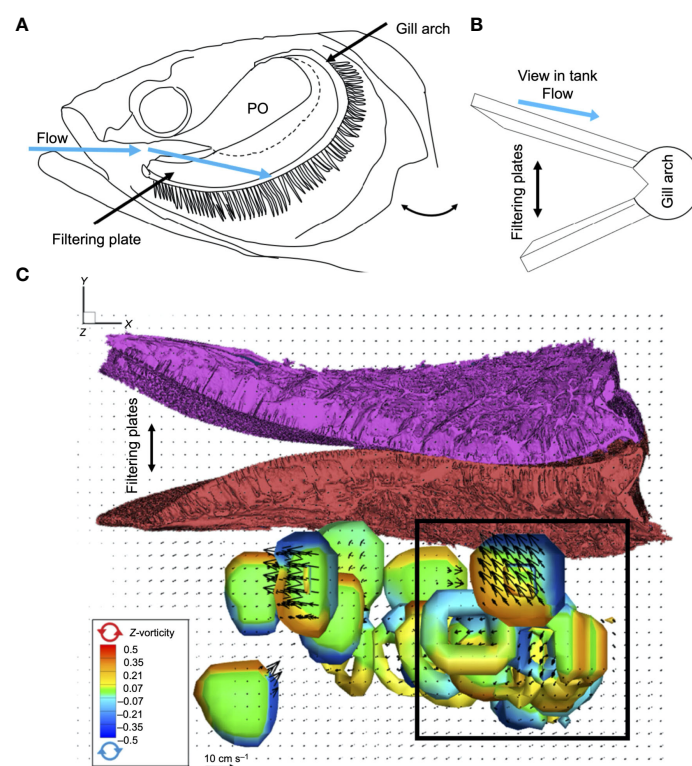 A
Gill arch
PO
Flow
Filtering plate
B
View in tank
Flow
Filtering plates
Gill arch
C
Y
X
Z
Filtering plates
Z-vorticity
0.5
0.35
0.21
0.07
–0.07
–0.21
–0.35
–0.5
10 cm s–1